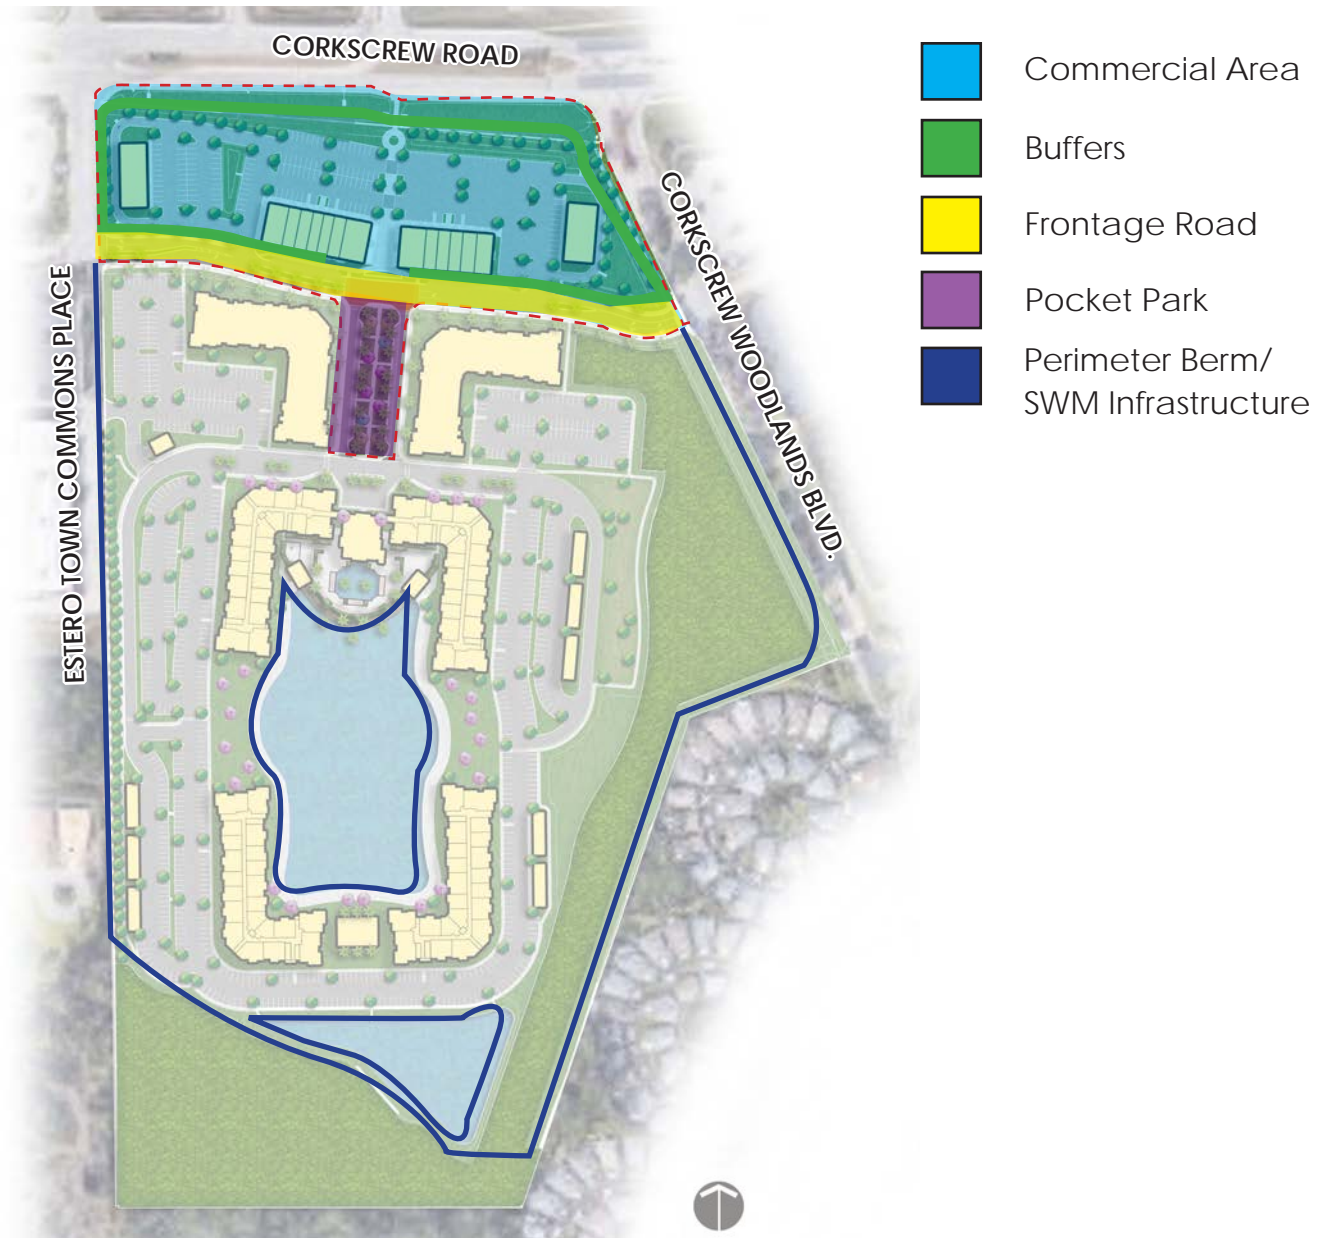 CORKSCREW ROAD
CORKSCREW WOODLANDS BLVD.
ESTERO TOWN COMMONS PLACE
Commercial Area
Buffers
Frontage Road
Pocket Park
Perimeter Berm/
SWM Infrastructure